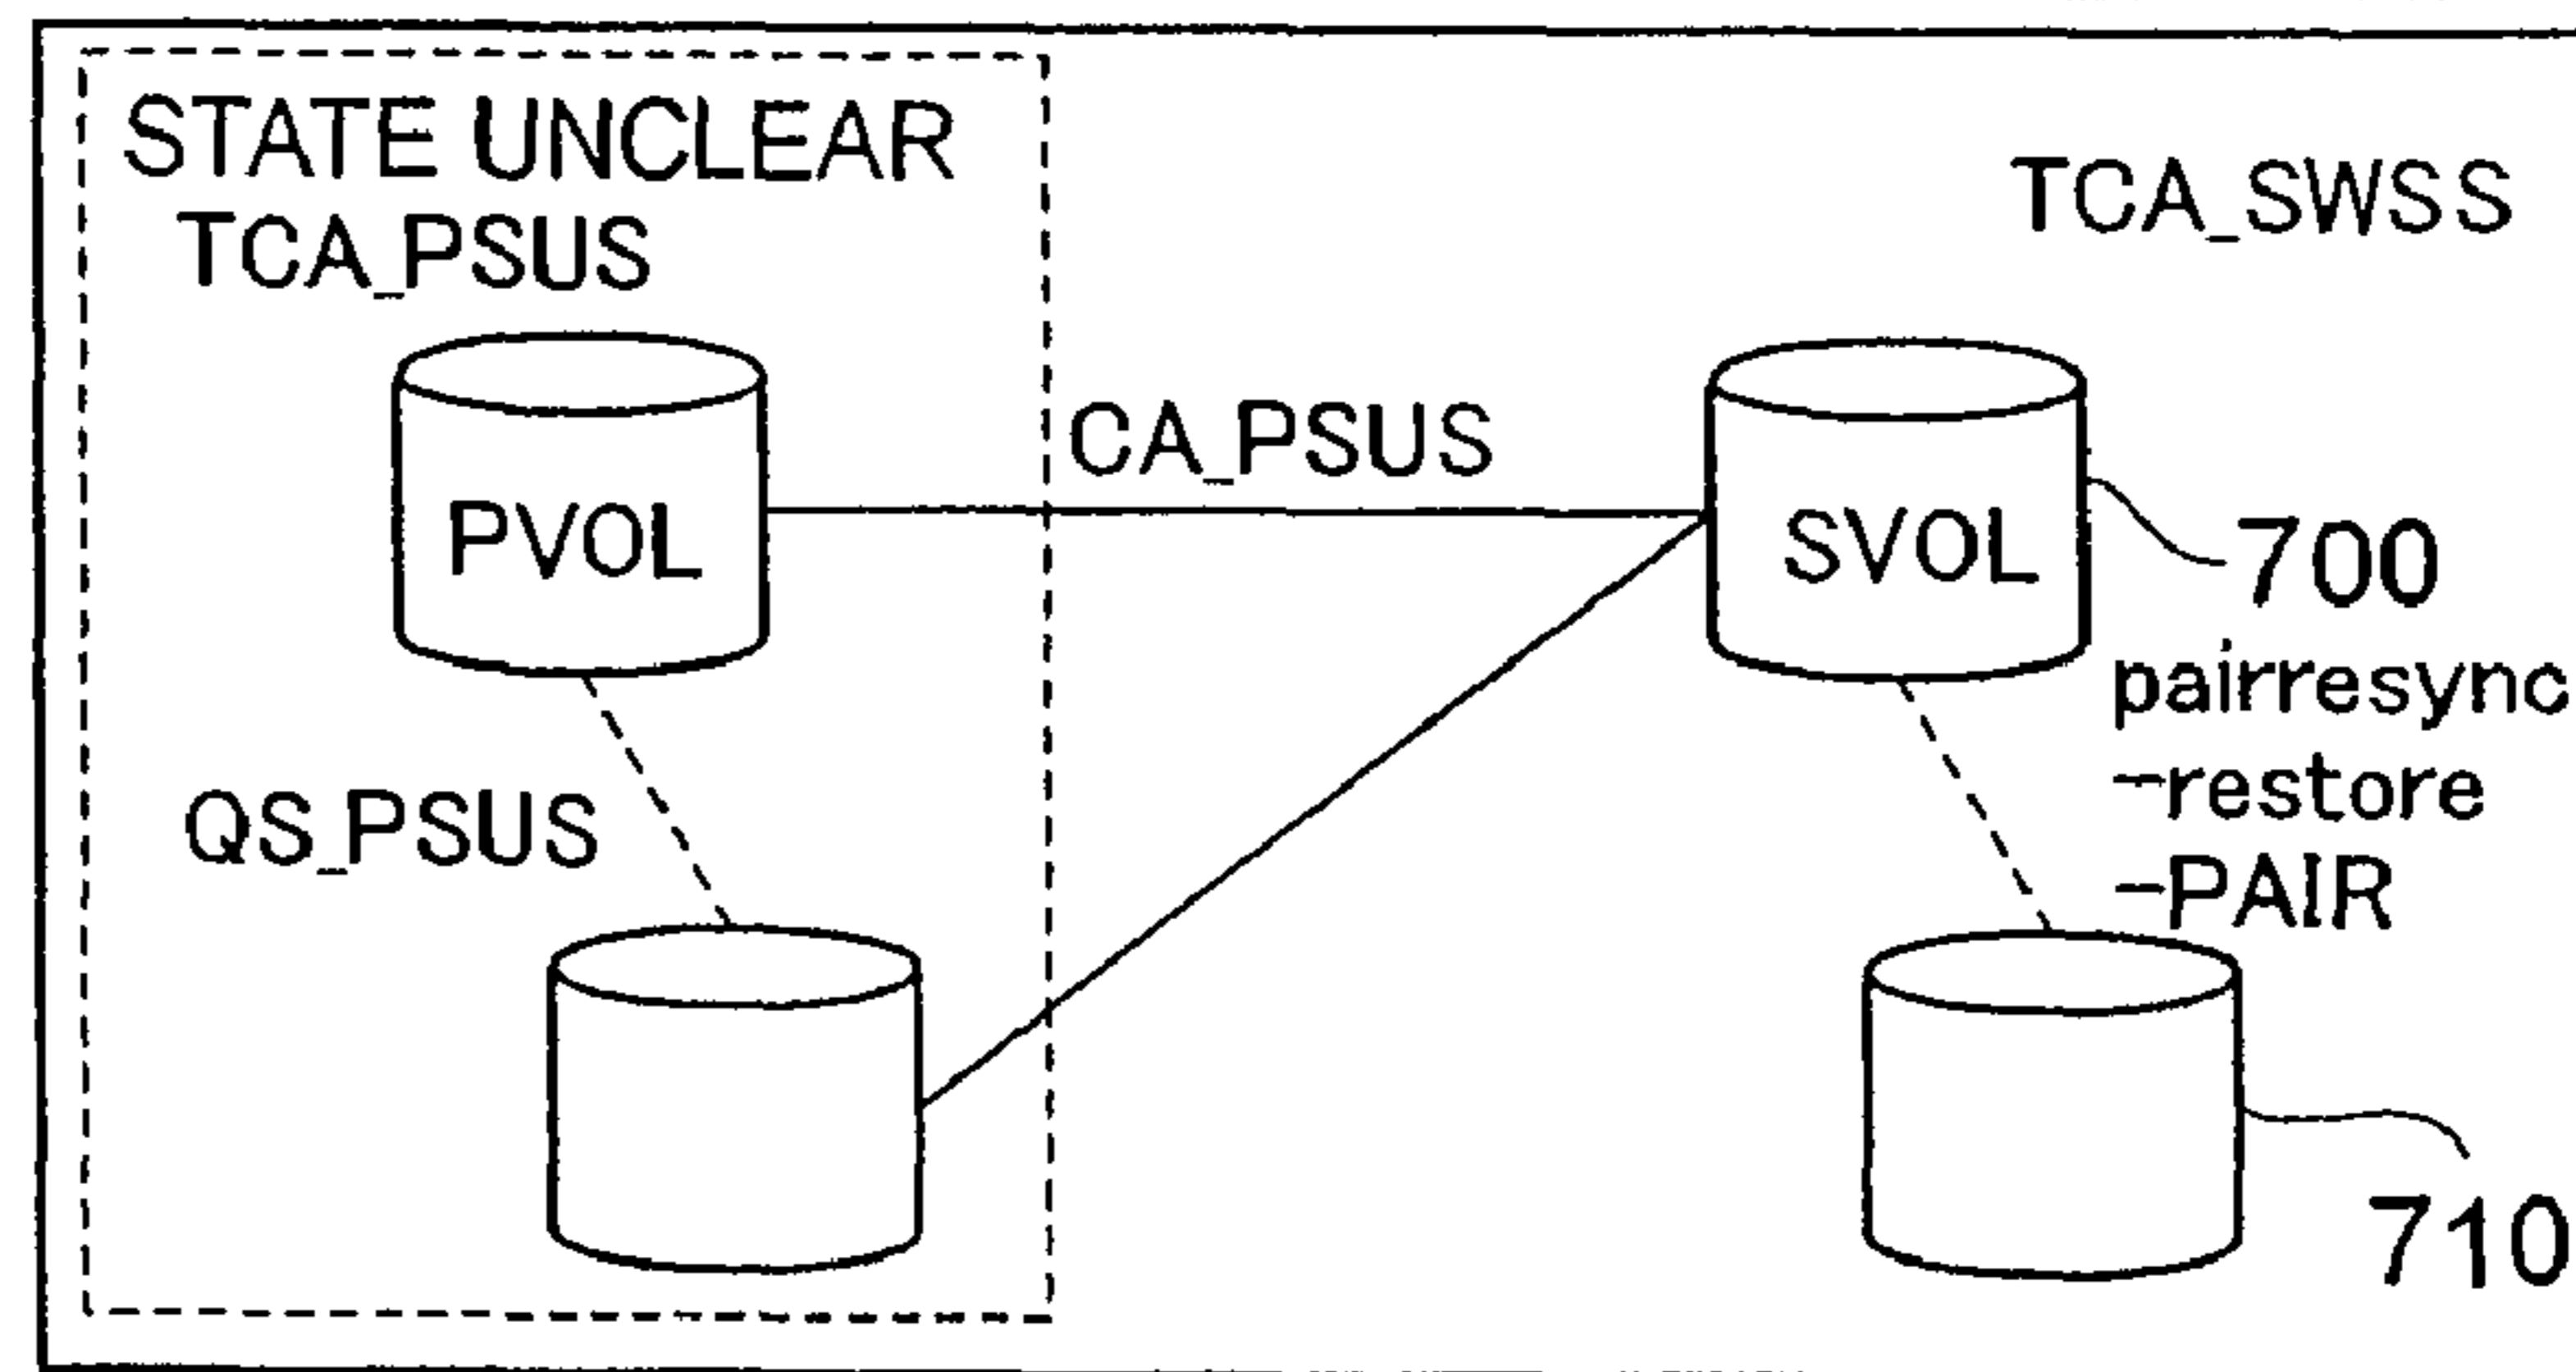 STATE UNCLEAR
TCA_PSUS
TCA_SWSS
CA_PSUS
PVOL
SVOL
700
pairresync
-restore
-PAIR
QS_PSUS
710